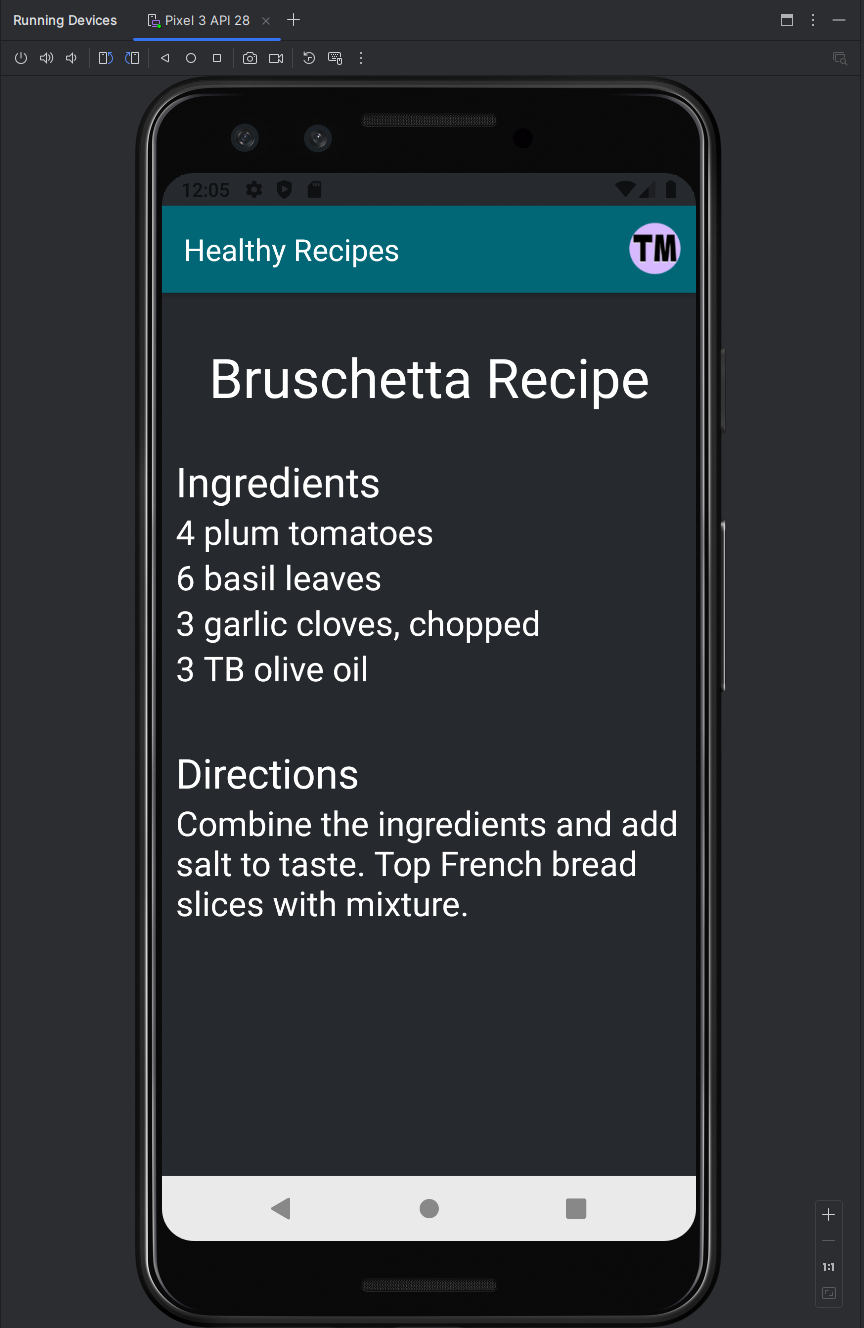 Running Devices
Pixel 3 API 28
12:05
Healthy Recipes
TM
Bruschetta Recipe
Ingredients
4 plum tomatoes
6 basil leaves
3 garlic cloves, chopped
3 TB olive oil
Directions
Combine the ingredients and add
salt to taste. Top French bread
slices with mixture.
1:1